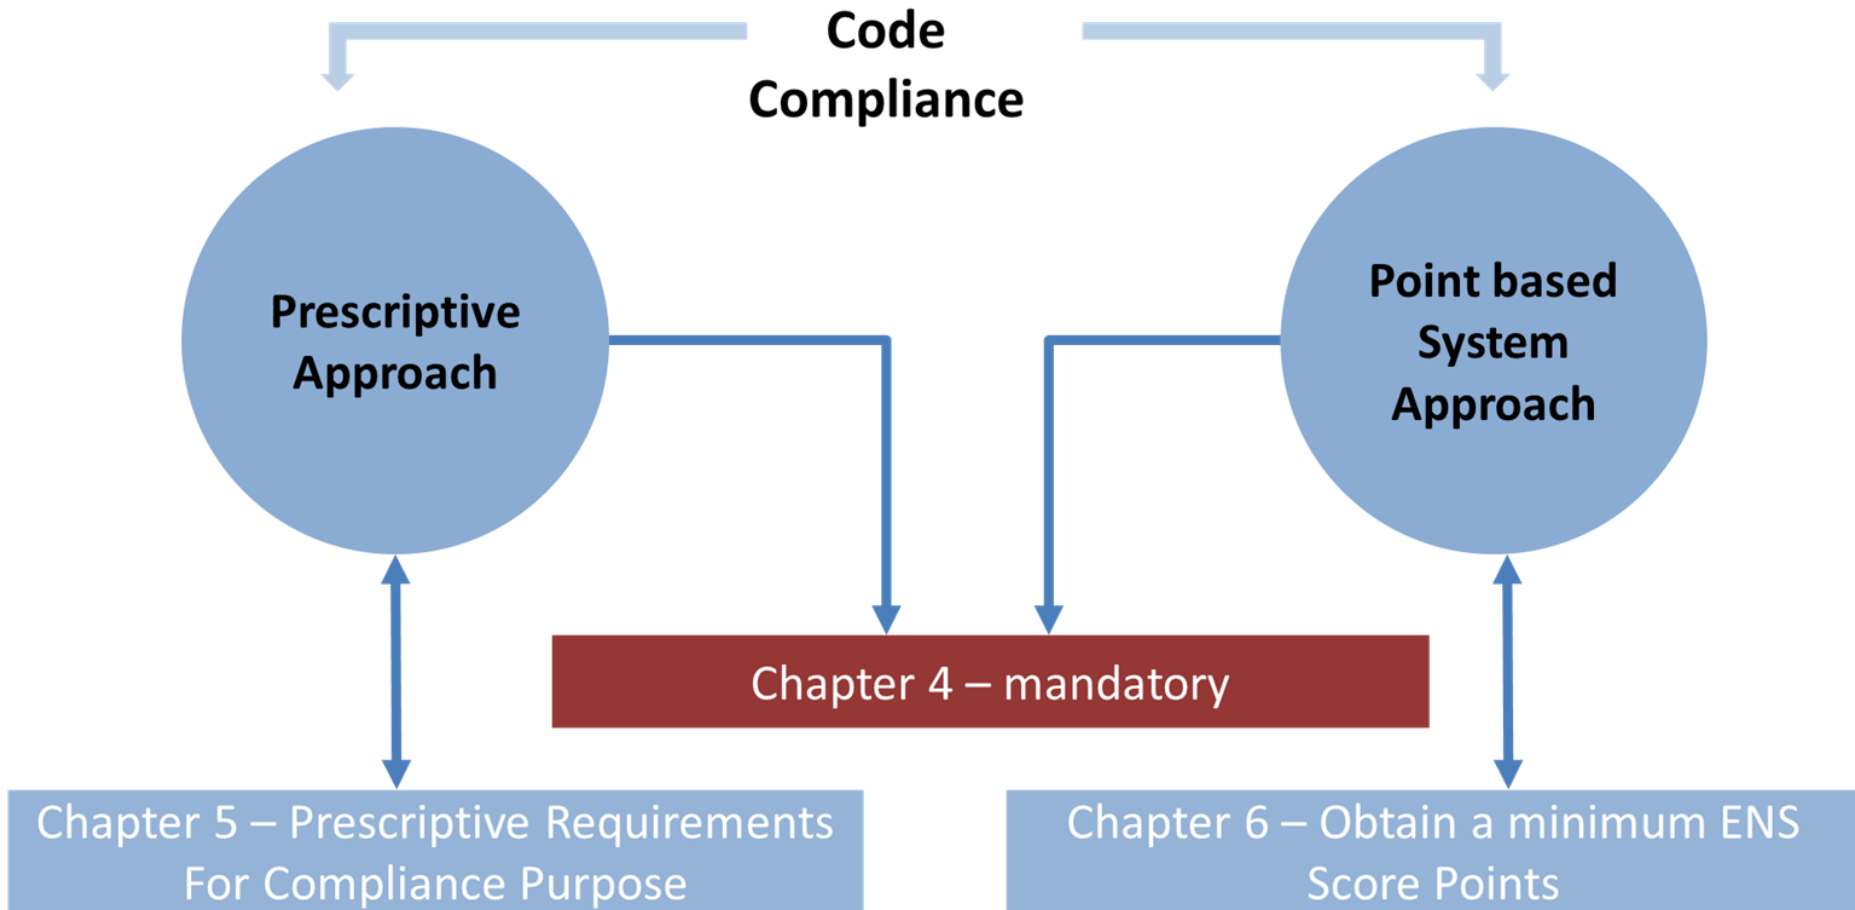 Code
Compliance
Prescriptive
Approach
Point based
System
Approach
Chapter 4 – mandatory
Chapter 5 – Prescriptive Requirements
For Compliance Purpose
Chapter 6 – Obtain a minimum ENS
Score Points